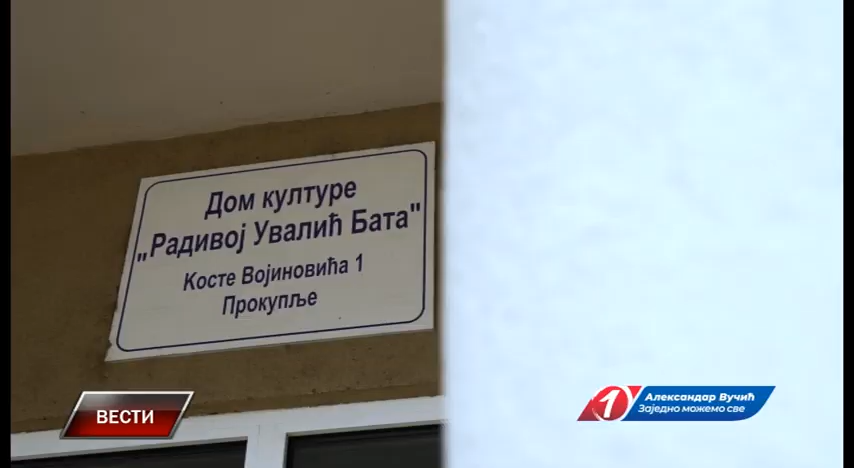 Дом културе
"Радивој Увалић Бата"
Косте Војиновића 1
Прокупље
ВЕСТИ
1
Александар Вучић
Заједно можемо све